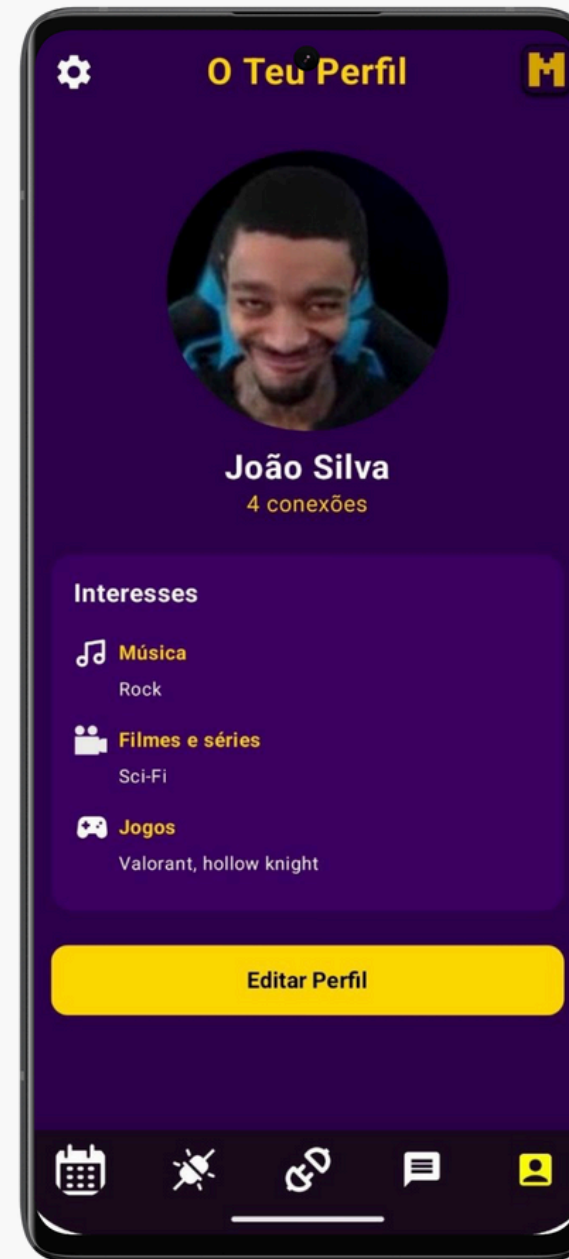 O Teu Perfil
M
João Silva
4 conexões
Interesses
Música
Rock
Filmes e séries
Sci-Fi
Jogos
Valorant, hollow knight
Editar Perfil